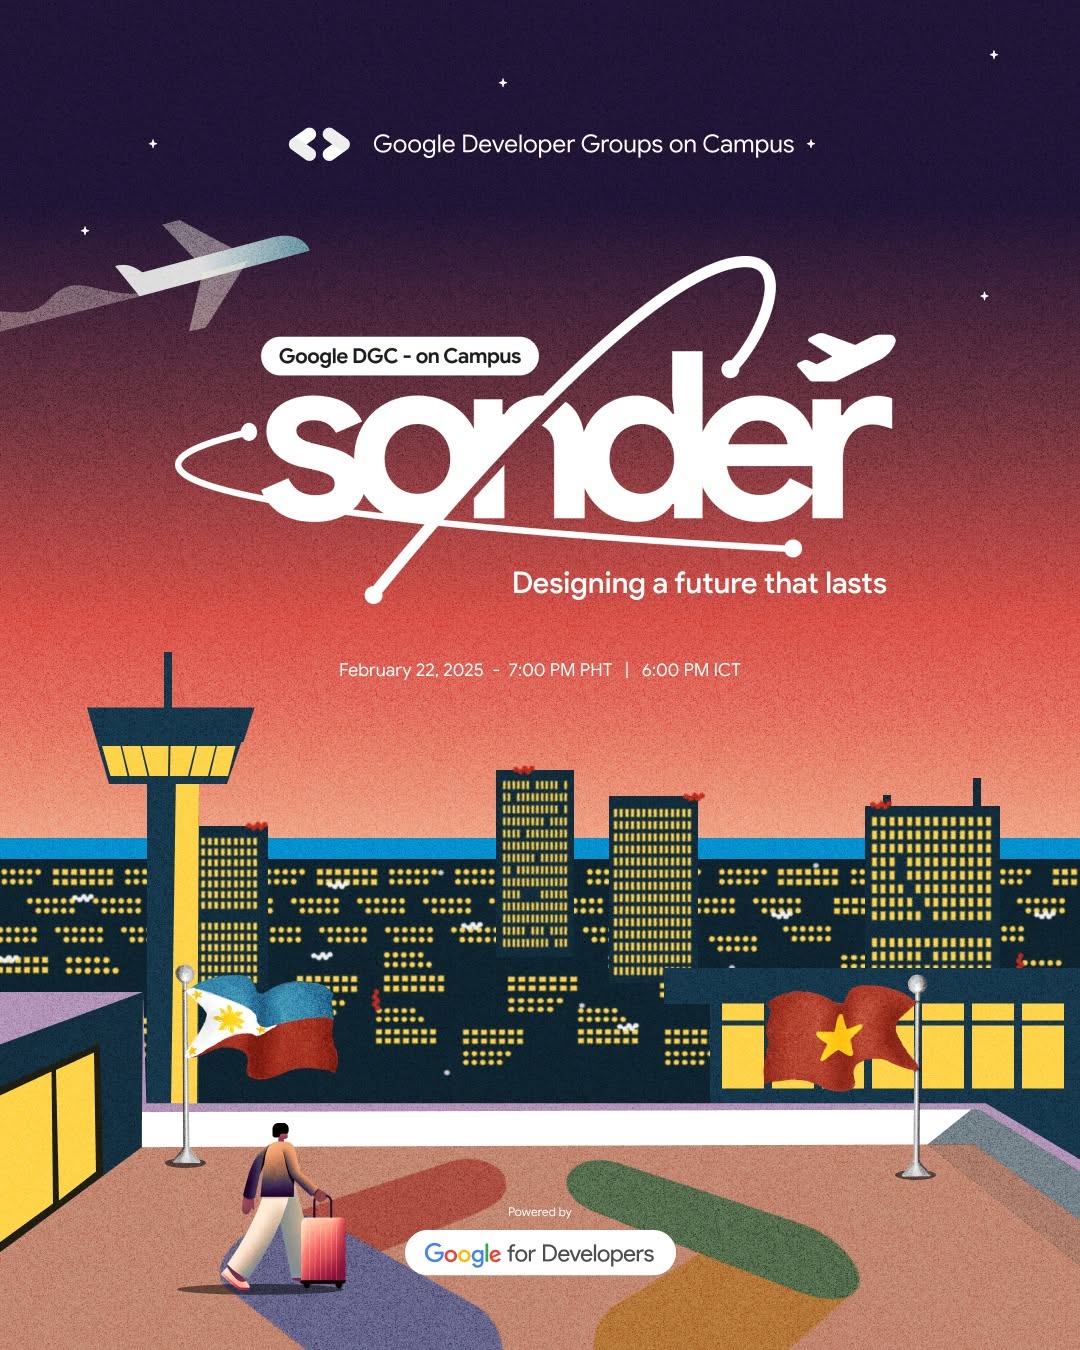 Google Developer Groups on Campus
Google DGC - on Campus
sonder
Designing a future that lasts
February 22, 2025 - 7:00 PM PHT | 6:00 PM ICT
Powered by
Google for Developers